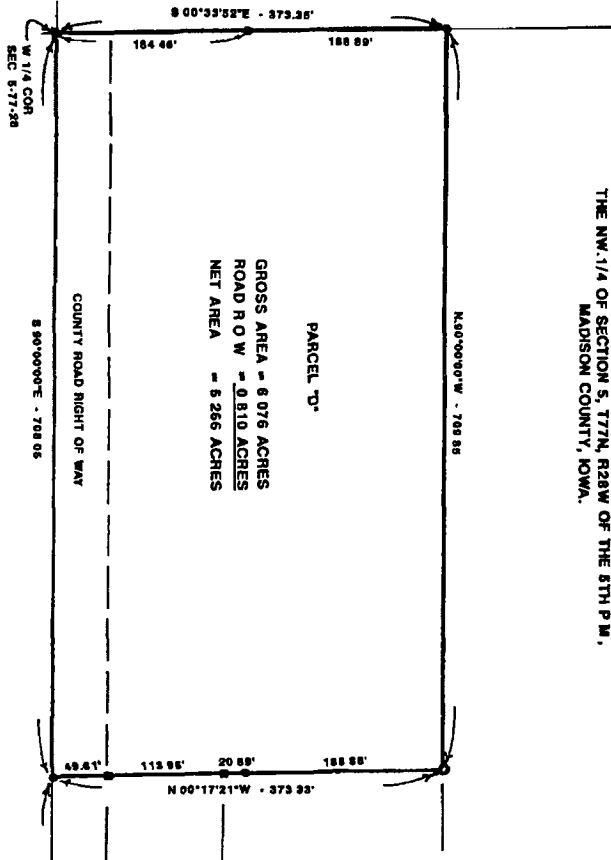 THE NW.1/4 OF SECTION 5, T77N, R28W OF THE 5TH P M,
MADISON COUNTY, IOWA.
N.90°00'00"W - 709 85
S 00°33'52"E - 373.35'
184 46'
188 89'
W 1/4 COR
SEC 5-77-28
PARCEL "D"
GROSS AREA = 6 076 ACRES
ROAD R O W = 0 810 ACRES
NET AREA = 5 266 ACRES
COUNTY ROAD RIGHT OF WAY
S 90°00'00"E - 708 05
49.61'
113 95'
20 89'
188 88'
N 00°17'21"W - 373 33'